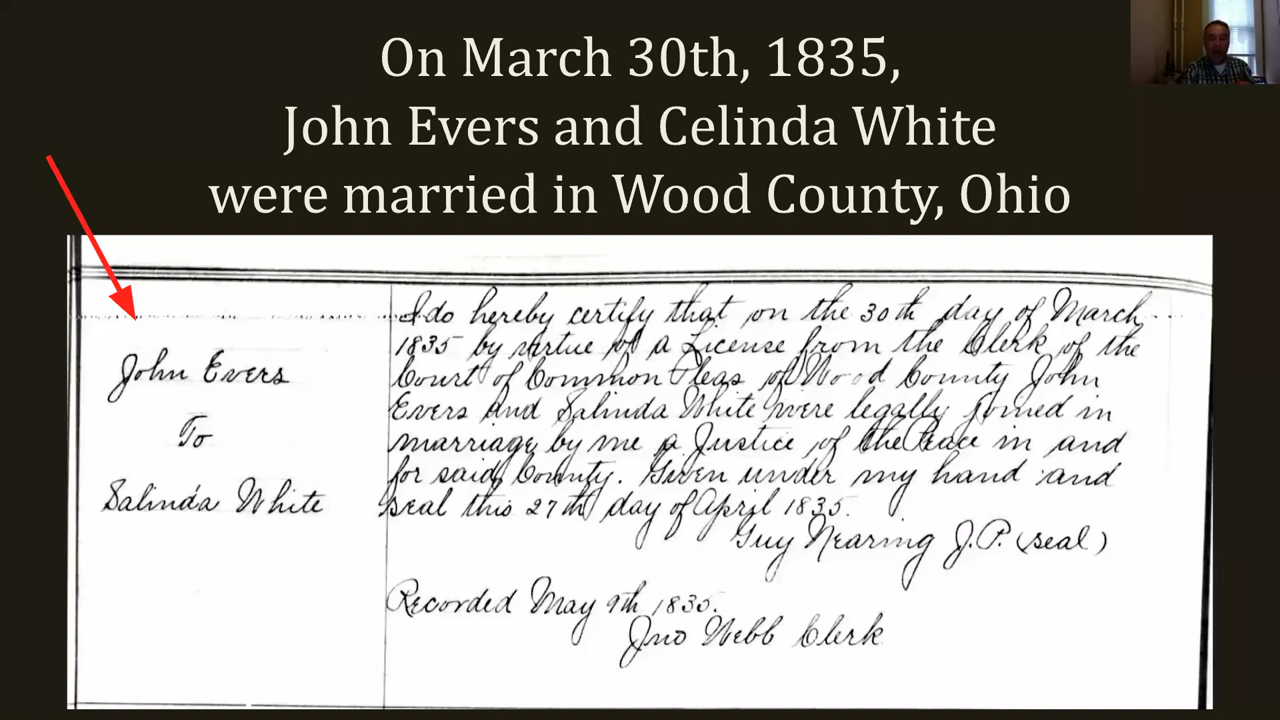 On March 30th, 1835,
John Evers and Celinda White
were married in Wood County, Ohio
John Evers
To
Salinda White
I do hereby certify that on the 30th day of March
1835 by virtue of a License from the Clerk of the
Court of Common Pleas of Wood County John
Evers and Salinda White were legally joined in
marriage by me a Justice of the Peace in and
for said County. Given under my hand and
seal this 27th day of April 1835.
Guy Nearing J.P. (seal)
Recorded May 9th 1835.
Jno Webb Clerk